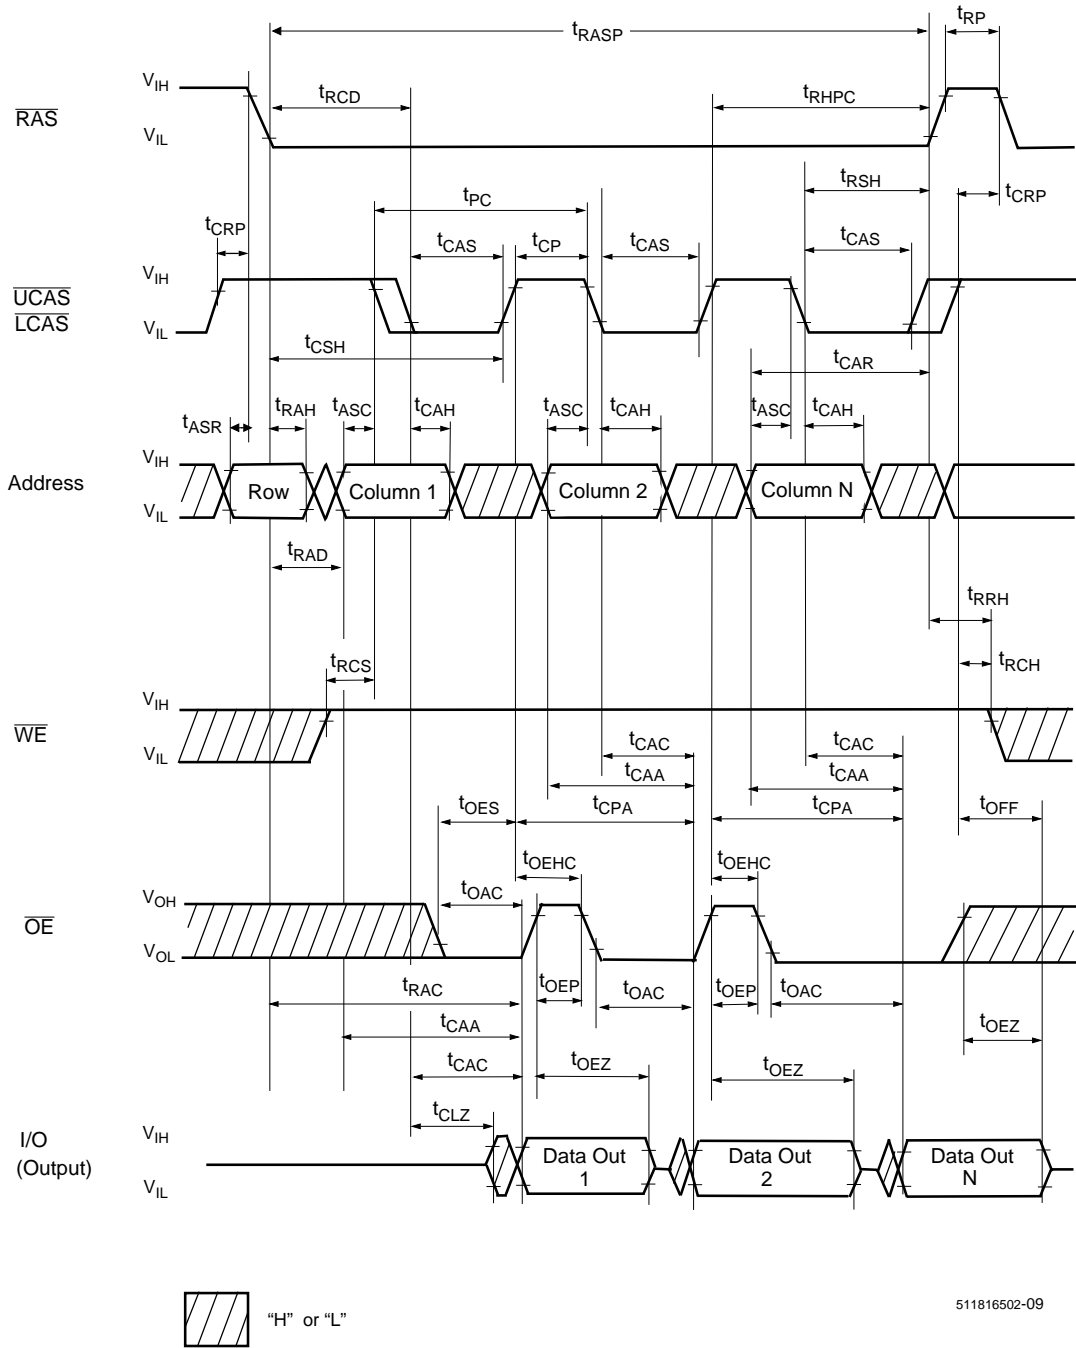 tRP
tRASP
VIH
tRCD
tRHPC
RAS
VIL
tRSH
tCRP
tPC
tCRP
tCAS
tCP
tCAS
tCAS
VIH
UCAS
LCAS
VIL
tCSH
tCAR
tASR
tRAH
tASC
tCAH
tASC
tCAH
tASC
tCAH
VIH
Address
Row
Column 1
Column 2
Column N
VIL
tRAD
tRRH
tRCS
tRCH
VIH
WE
VIL
tCAC
tCAC
tCAA
tCAA
tOES
tCPA
tCPA
tOFF
tOEHC
tOEHC
tOAC
VOH
OE
VOL
tRAC
tOEP
tOAC
tOEP
tOAC
tCAA
tOEZ
tCAC
tOEZ
tOEZ
tCLZ
I/O
(Output)
VIH
VIL
Data Out
1
Data Out
2
Data Out
N
"H" or "L"
511816502-09